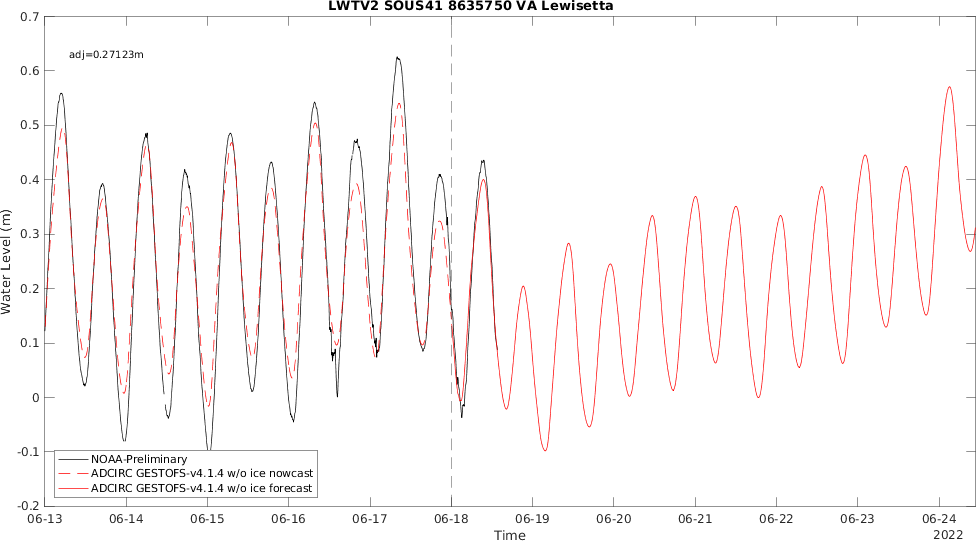 LWTV2 SOUS41 8635750 VA Lewisetta
adj=0.27123m
Water Level (m)
0.7
0.6
0.5
0.4
0.3
0.2
0.1
0
-0.1
-0.2
NOAA-Preliminary
ADCIRC GESTOFS-v4.1.4 w/o ice nowcast
ADCIRC GESTOFS-v4.1.4 w/o ice forecast
06-13 06-14 06-15 06-16 06-17 06-18 06-19 06-20 06-21 06-22 06-23 06-24
Time
2022